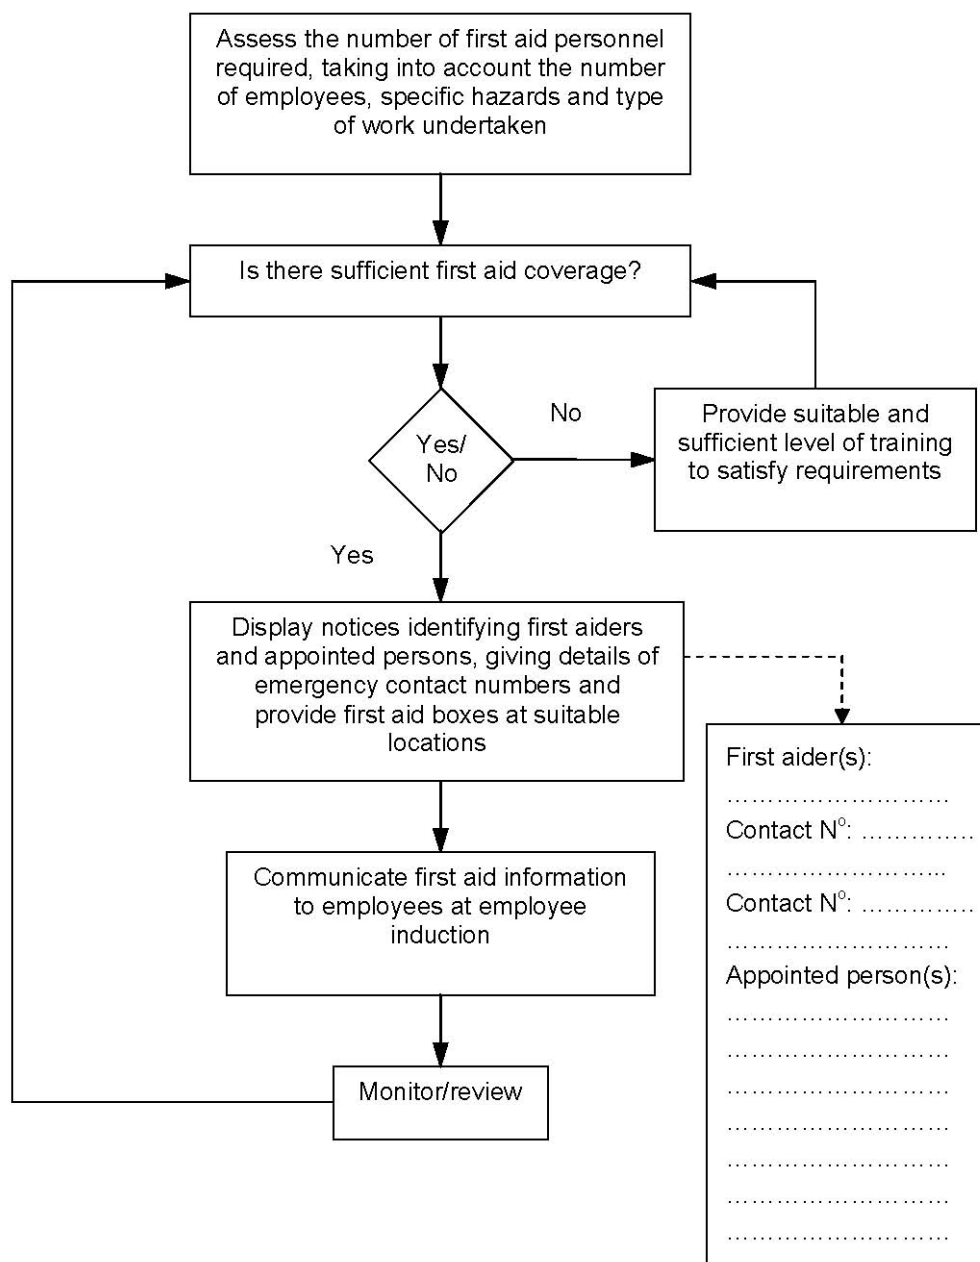 Assess the number of first aid personnel
required, taking into account the number
of employees, specific hazards and type
of work undertaken
Is there sufficient first aid coverage?
Yes/
No
No
Provide suitable and
sufficient level of training
to satisfy requirements
Yes
Display notices identifying first aiders
and appointed persons, giving details of
emergency contact numbers and
provide first aid boxes at suitable
locations
First aider(s):
………………………
Contact Nº: …………..
……………………..
Contact Nº: …………..
………………………
Appointed person(s):
………………………
………………………
………………………
………………………
………………………
………………………
………………………
Communicate first aid information
to employees at employee
induction
Monitor/review